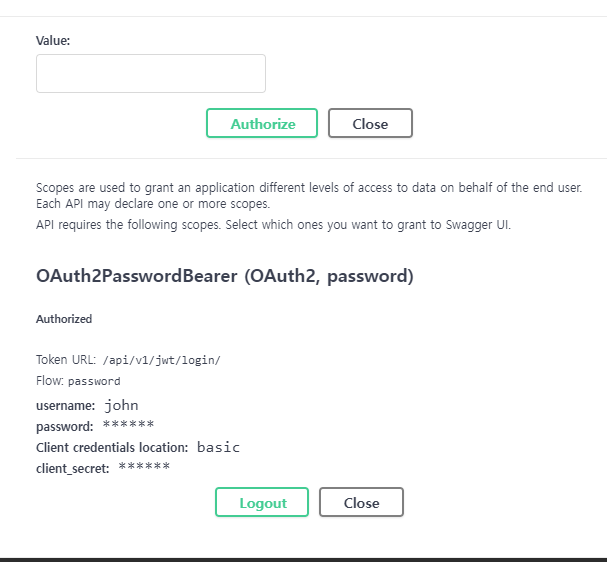 Value:
Authorize
Close
Scopes are used to grant an application different levels of access to data on behalf of the end user.
Each API may declare one or more scopes.
API requires the following scopes. Select which ones you want to grant to Swagger UI.
OAuth2PasswordBearer (OAuth2, password)
Authorized
Token URL: /api/v1/jwt/login/
Flow: password
username: john
password: ******
Client credentials location: basic
client_secret: ******
Logout
Close